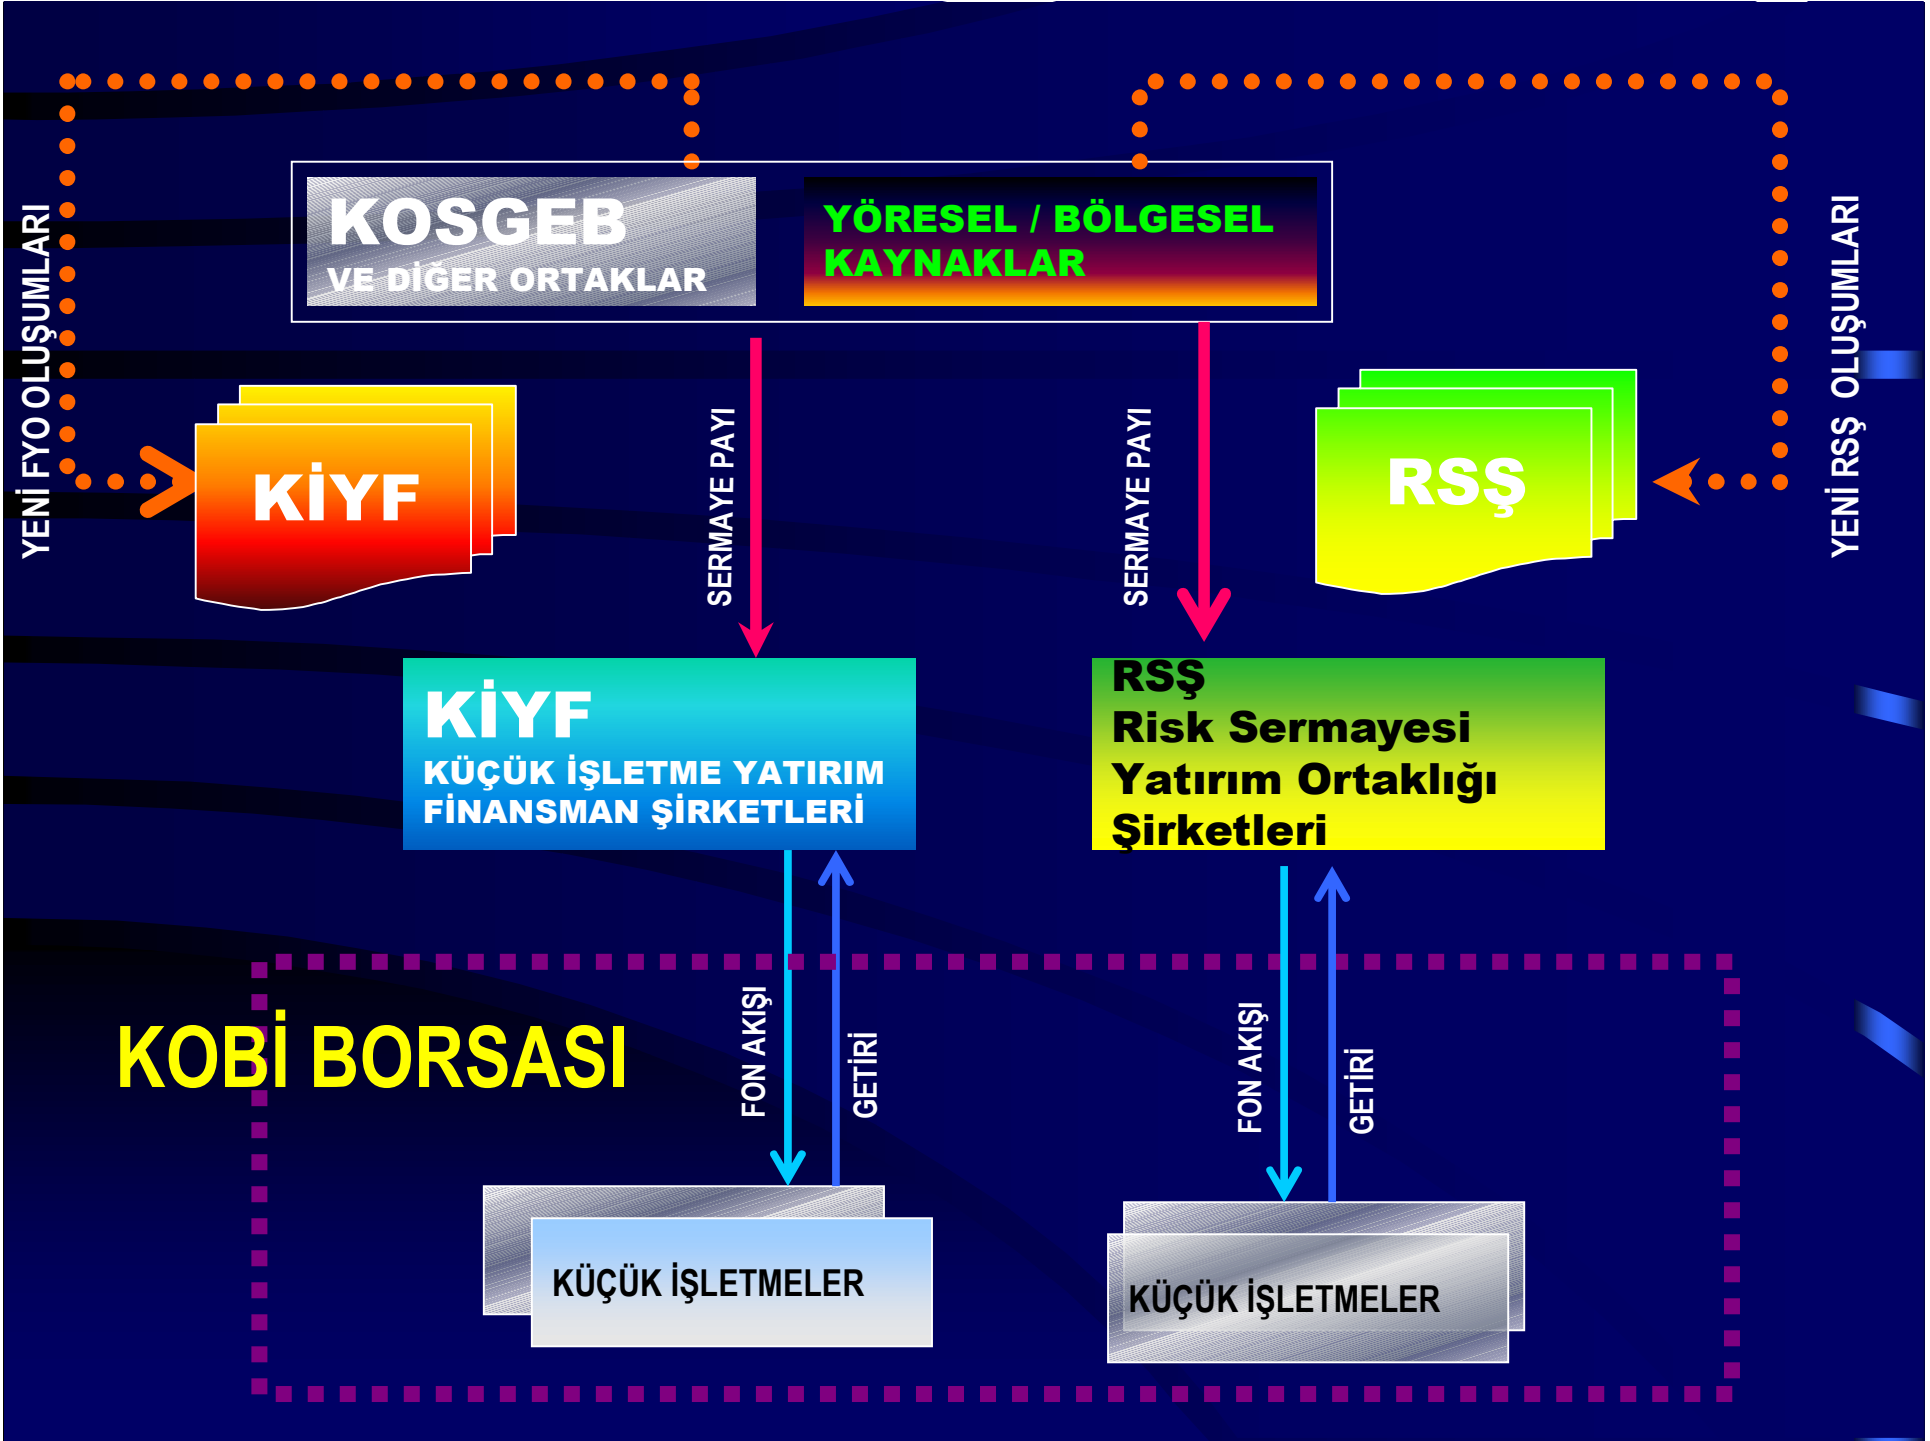 KOSGEB
VE DİĞER ORTAKLAR
YÖRESEL / BÖLGESEL
KAYNAKLAR
YENİ FYO OLUŞUMLARI
YENİ RSŞ OLUŞUMLARI
KİYF
SERMAYE PAYI
SERMAYE PAYI
RSŞ
KİYF
KÜÇÜK İŞLETME YATIRIM
FİNANSMAN ŞİRKETLERİ
RSŞ
Risk Sermayesi
Yatırım Ortaklığı
Şirketleri
KOBİ BORSASI
FON AKIŞI
GETİRİ
FON AKIŞI
GETİRİ
KÜÇÜK İŞLETMELER
KÜÇÜK İŞLETMELER